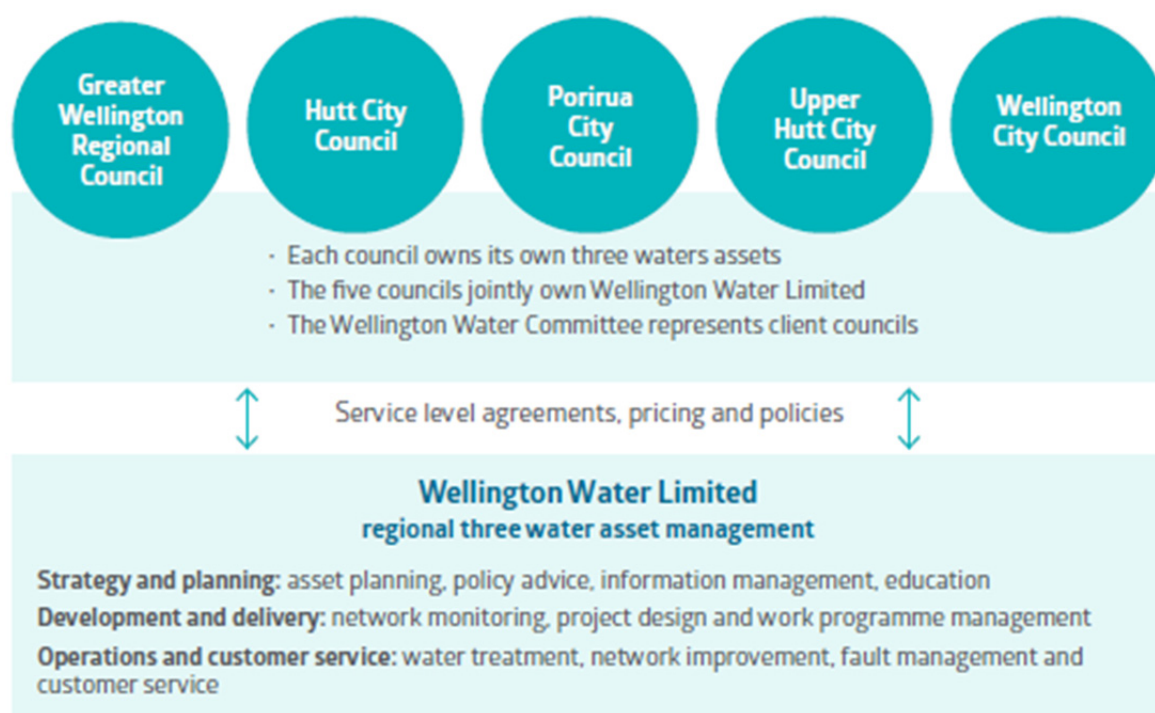 Greater
Wellington
Regional
Council
Hutt City
Council
Porirua
City
Council
Upper
Hutt City
Council
Wellington
City Council
· Each council owns its own three waters assets
· The five councils jointly own Wellington Water Limited
· The Wellington Water Committee represents client councils
Service level agreements, pricing and policies
Wellington Water Limited
regional three water asset management
Strategy and planning: asset planning, policy advice, information management, education
Development and delivery: network monitoring, project design and work programme management
Operations and customer service: water treatment, network improvement, fault management and
customer service